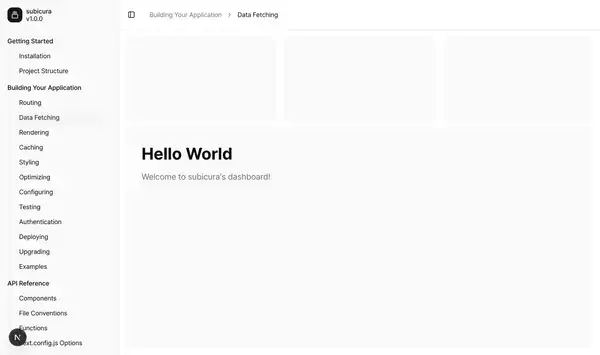 subicura
v1.0.0
Getting Started
Installation
Project Structure
Building Your Application
Routing
Data Fetching
Rendering
Caching
Styling
Optimizing
Configuring
Testing
Authentication
Deploying
Upgrading
Examples
API Reference
Components
File Conventions
Functions
ext.config.js Options
N
Building Your Application > Data Fetching
Hello World
Welcome to subicura's dashboard!